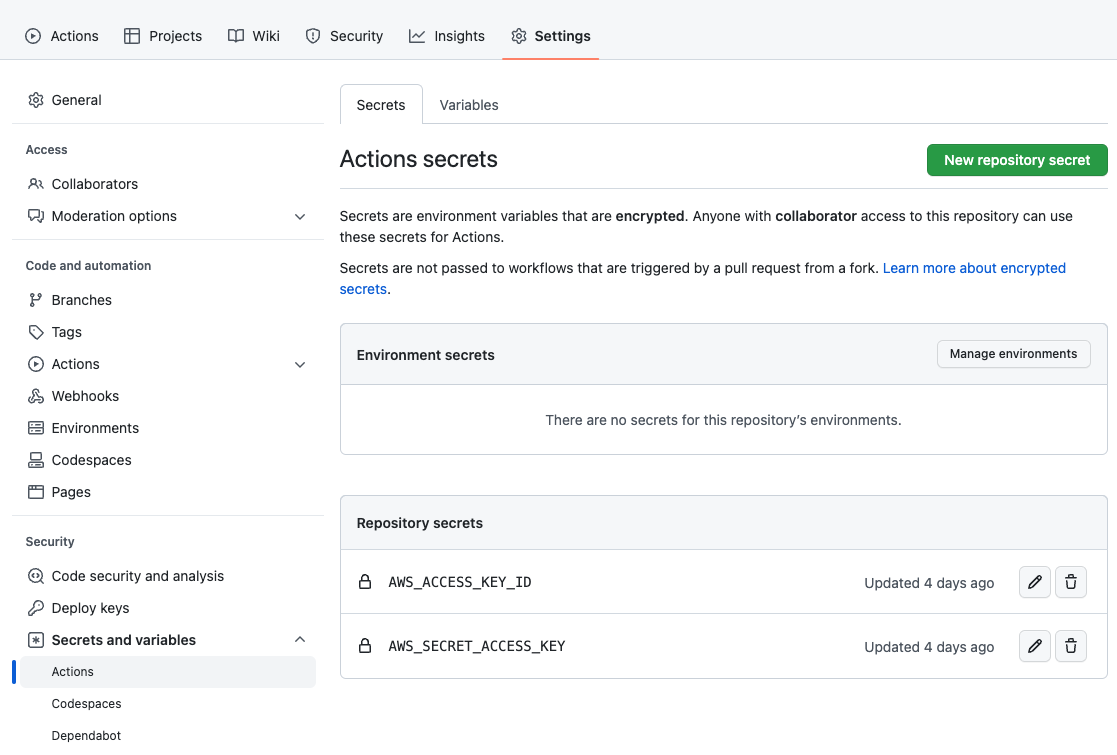 Actions
Projects
Wiki
Security
Insights
Settings
General
Access
Collaborators
Moderation options
Code and automation
Branches
Tags
Actions
Webhooks
Environments
Codespaces
Pages
Security
Code security and analysis
Deploy keys
Secrets and variables
Actions
Codespaces
Dependabot
Secrets
Variables
Actions secrets
New repository secret
Secrets are environment variables that are encrypted. Anyone with collaborator access to this repository can use
these secrets for Actions.
Secrets are not passed to workflows that are triggered by a pull request from a fork. Learn more about encrypted
secrets.
Environment secrets
Manage environments
There are no secrets for this repository’s environments.
Repository secrets
AWS_ACCESS_KEY_ID
Updated 4 days ago
AWS_SECRET_ACCESS_KEY
Updated 4 days ago